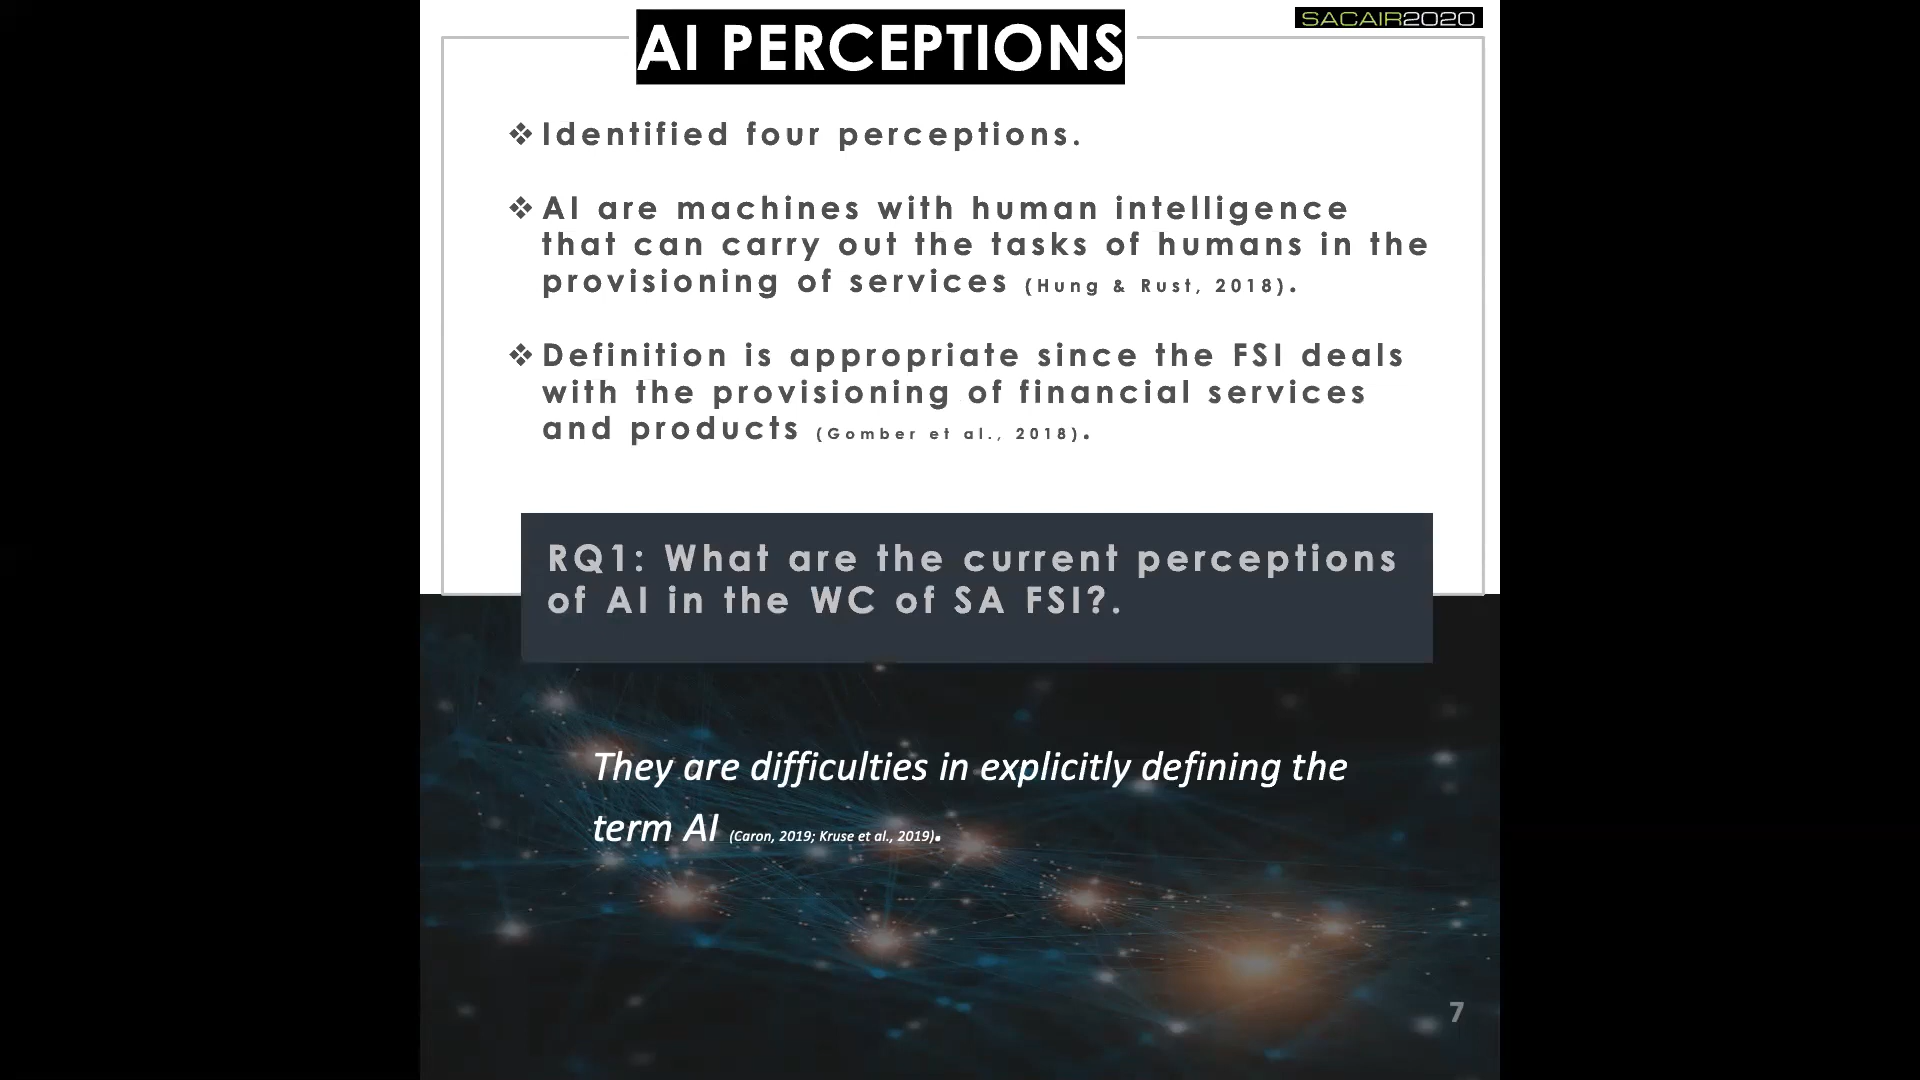 SACAIR2020
AI PERCEPTIONS
❖ Identified four perceptions.
❖ AI are machines with human intelligence
that can carry out the tasks of humans in the
provisioning of services (Hung & Rust, 2018).
❖ Definition is appropriate since the FSI deals
with the provisioning of financial services
and products (Gomber et al., 2018).
RQ1: What are the current perceptions
of AI in the WC of SA FSI?.
They are difficulties in explicitly defining the
term AI (Caron, 2019; Kruse et al., 2019).
7